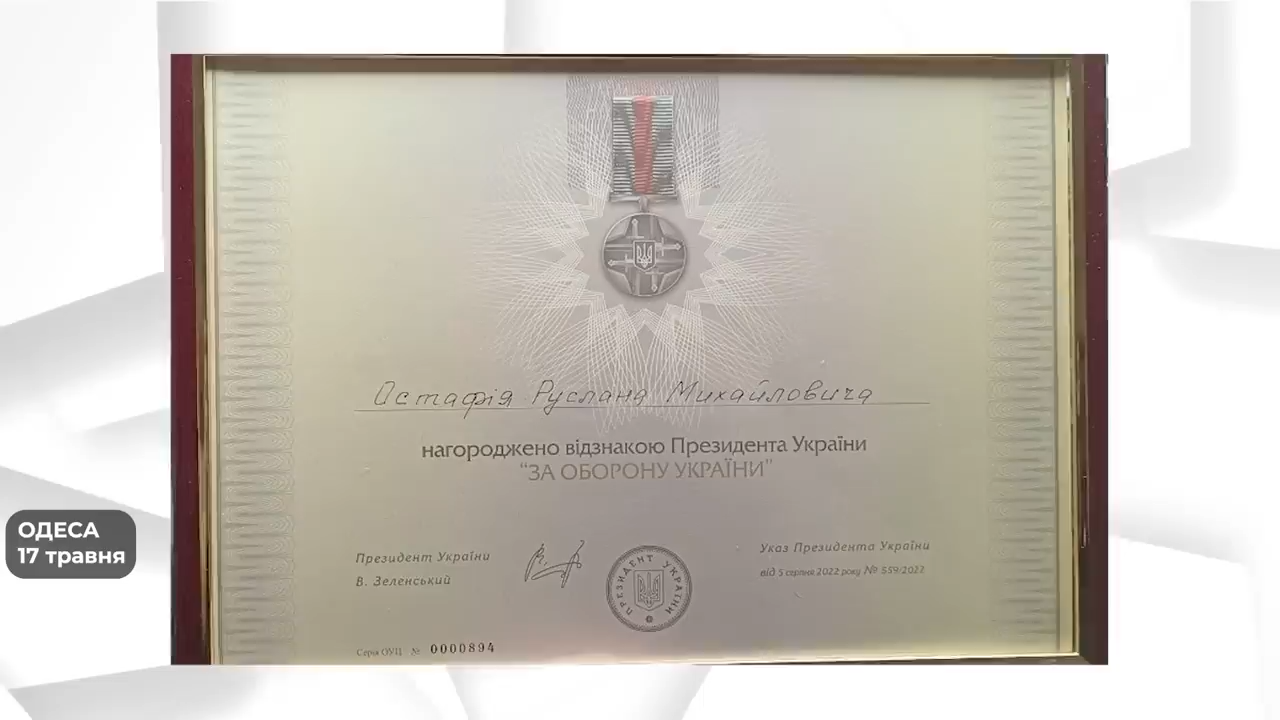 Остафія Руслана Михайловича
нагороджено відзнакою Президента України
“ЗА ОБОРОНУ УКРАЇНИ”
Президент України
В. Зеленський
ПРЕЗИДЕНТ УКРАЇНИ
Указ Президента України
від 5 серпня 2022 року № 559/2022
Серія ОУЦ № 0000894
ОДЕСА
17 травня